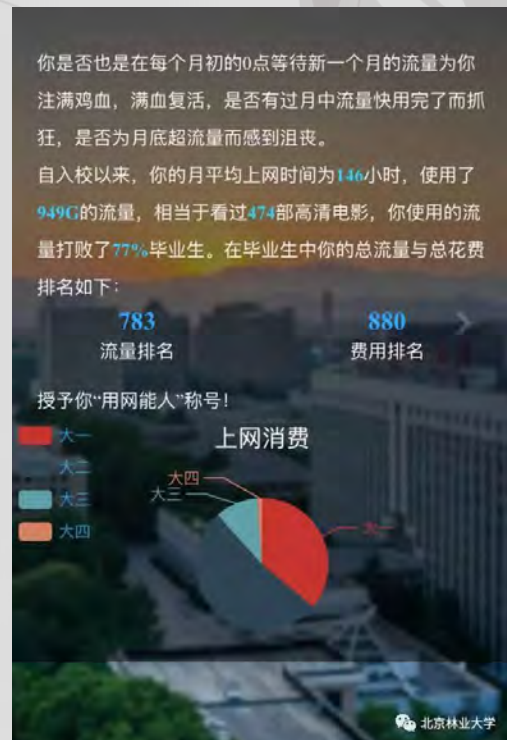 你是否也是在每个月初的0点等待新一个月的流量为你
注满鸡血，满血复活，是否有过月中流量快用完了而抓
狂，是否为月底超流量而感到沮丧。
自入校以来，你的月平均上网时间为146小时，使用了
949G的流量，相当于看过474部高清电影，你使用的流
量打败了77%毕业生。在毕业生中你的总流量与总花费
排名如下：
783
流量排名
880
费用排名
授予你“用网能人”称号！
上网消费
大一
大二
大三
大四
大四
大三
大一
北京林业大学